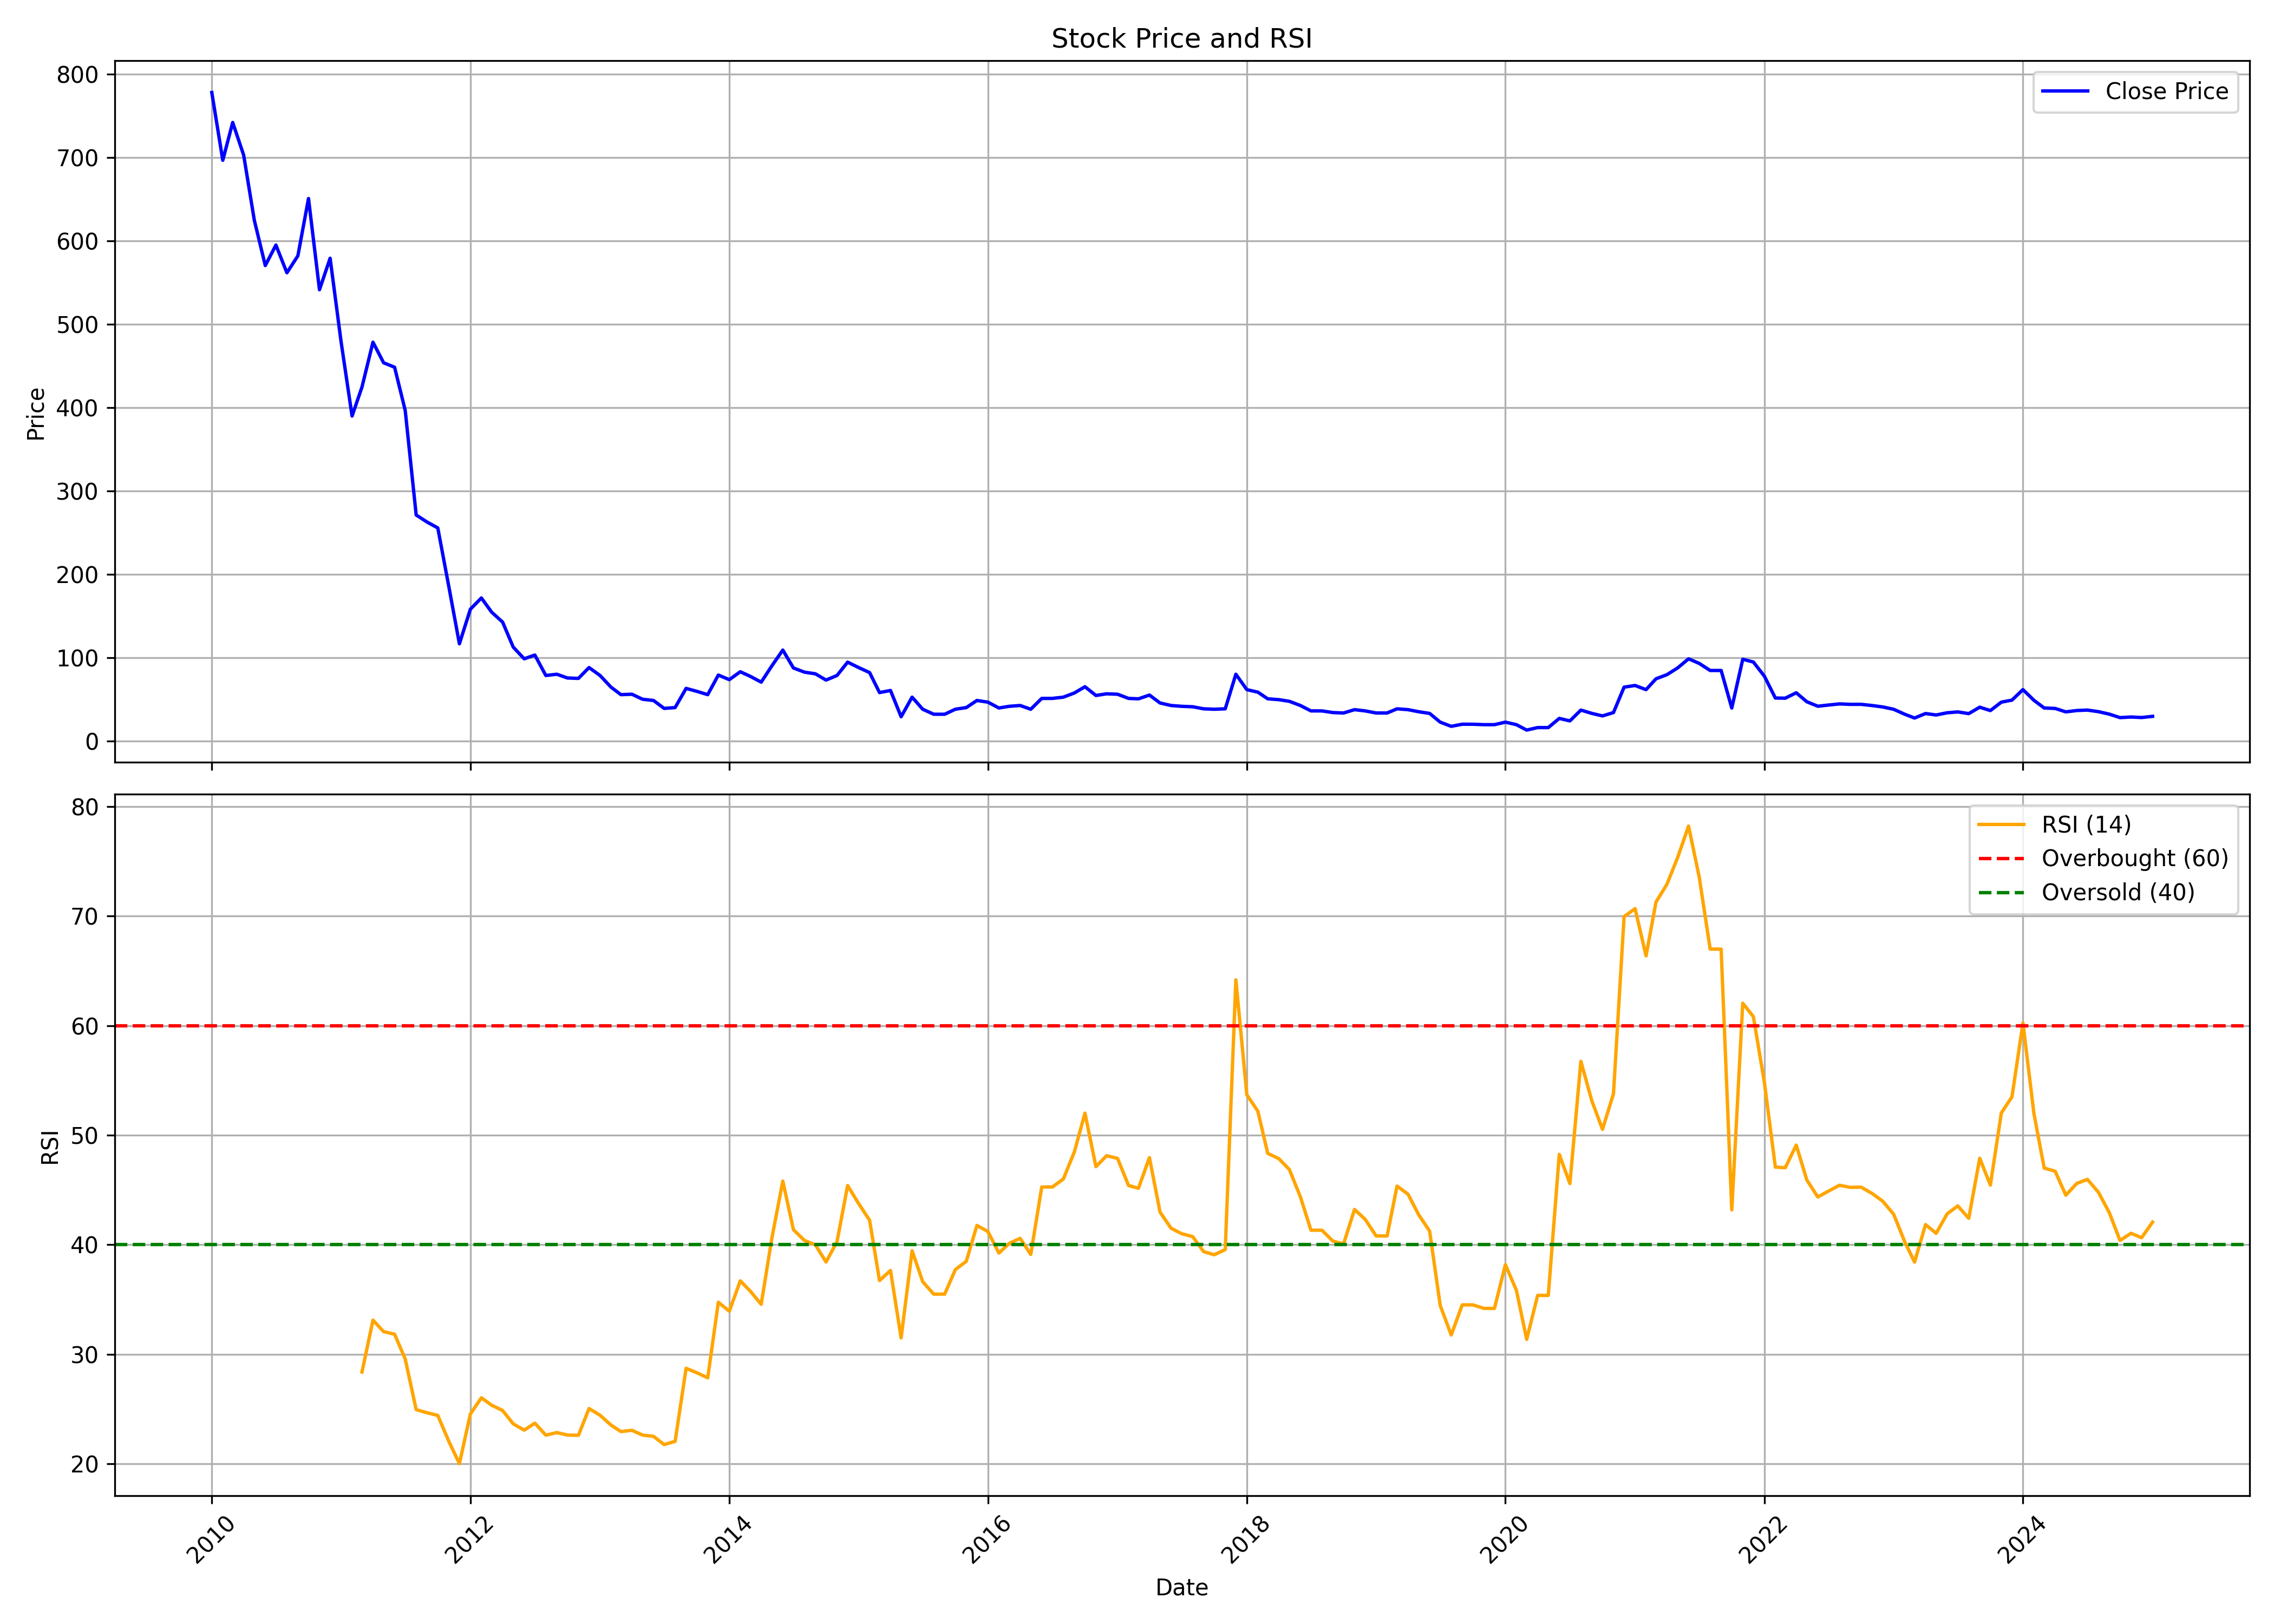 Stock Price and RSI
Close Price
Price
800
700
600
500
400
300
200
100
0
RSI (14)
Overbought (60)
Oversold (40)
RSI
80
70
60
50
40
30
20
2010 2012 2014 2016 2018 2020 2022 2024
Date